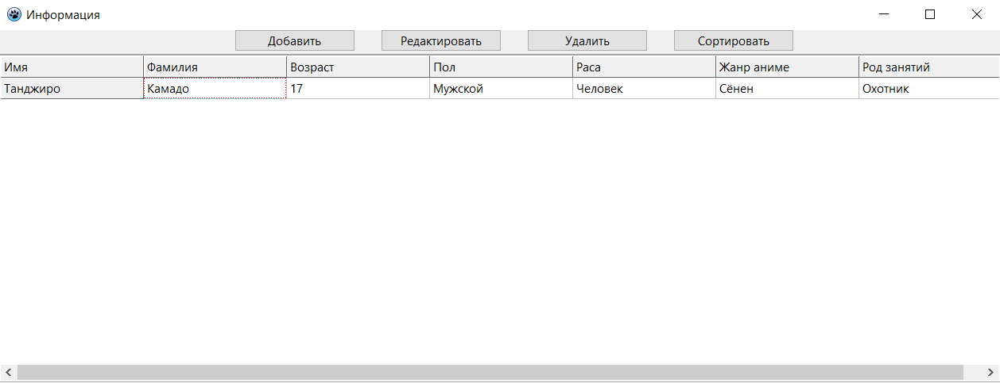 Информация
Добавить Редактировать Удалить Сортировать
Имя Фамилия Возраст Пол Раса Жанр аниме Род занятий
Танджиро Камадо 17 Мужской Человек Сёнен Охотник